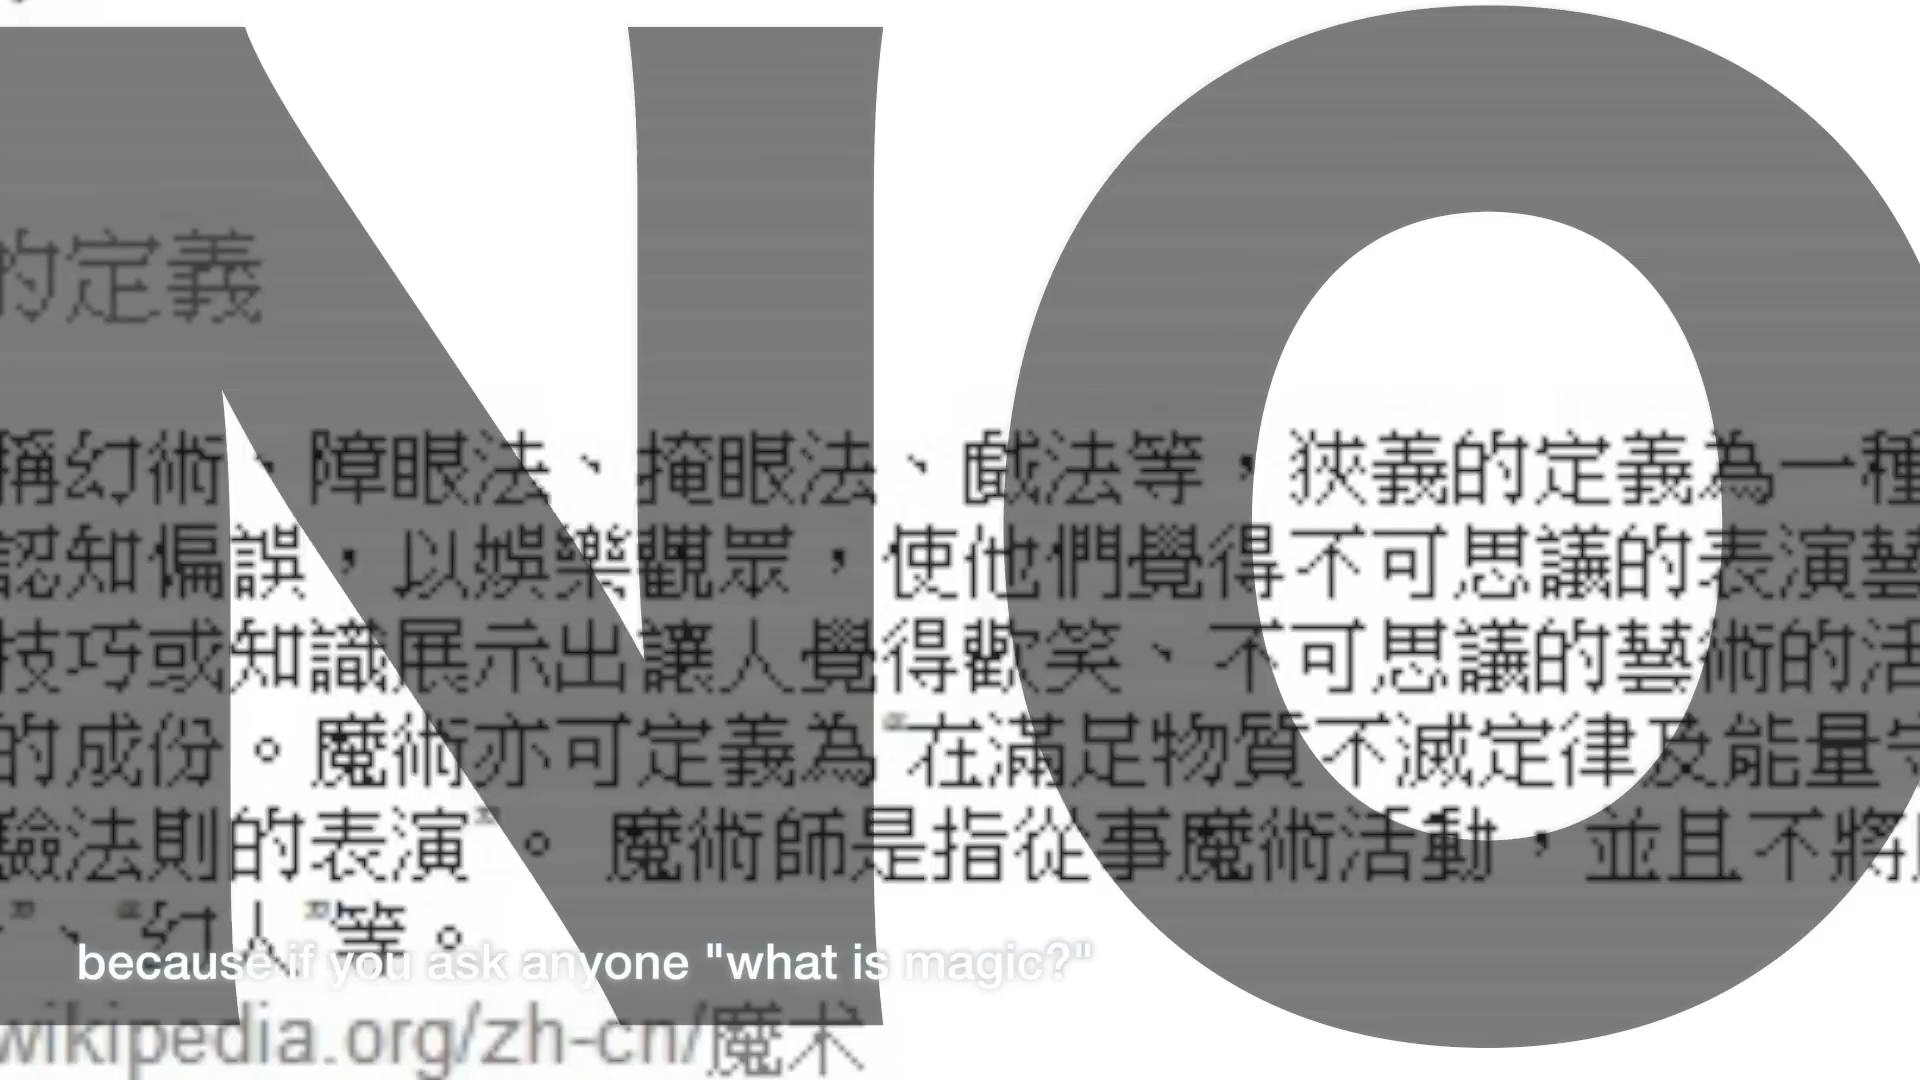 NO
的定義
稱幻術、障眼法、掩眼法、戲法等，狹義的定義為一種
認知偏誤，以娛樂觀眾，使他們覺得不可思議的表演藝
技巧或知識展示出讓人覺得歡笑、不可思議的藝術的活
的成份。魔術亦可定義為“在滿足物質不滅定律及能量守
驗法則的表演”。 魔術師是指從事魔術活動，並且不將
”、“幻人”等。
because if you ask anyone "what is magic?"
wikipedia.org/zh-cn/魔术